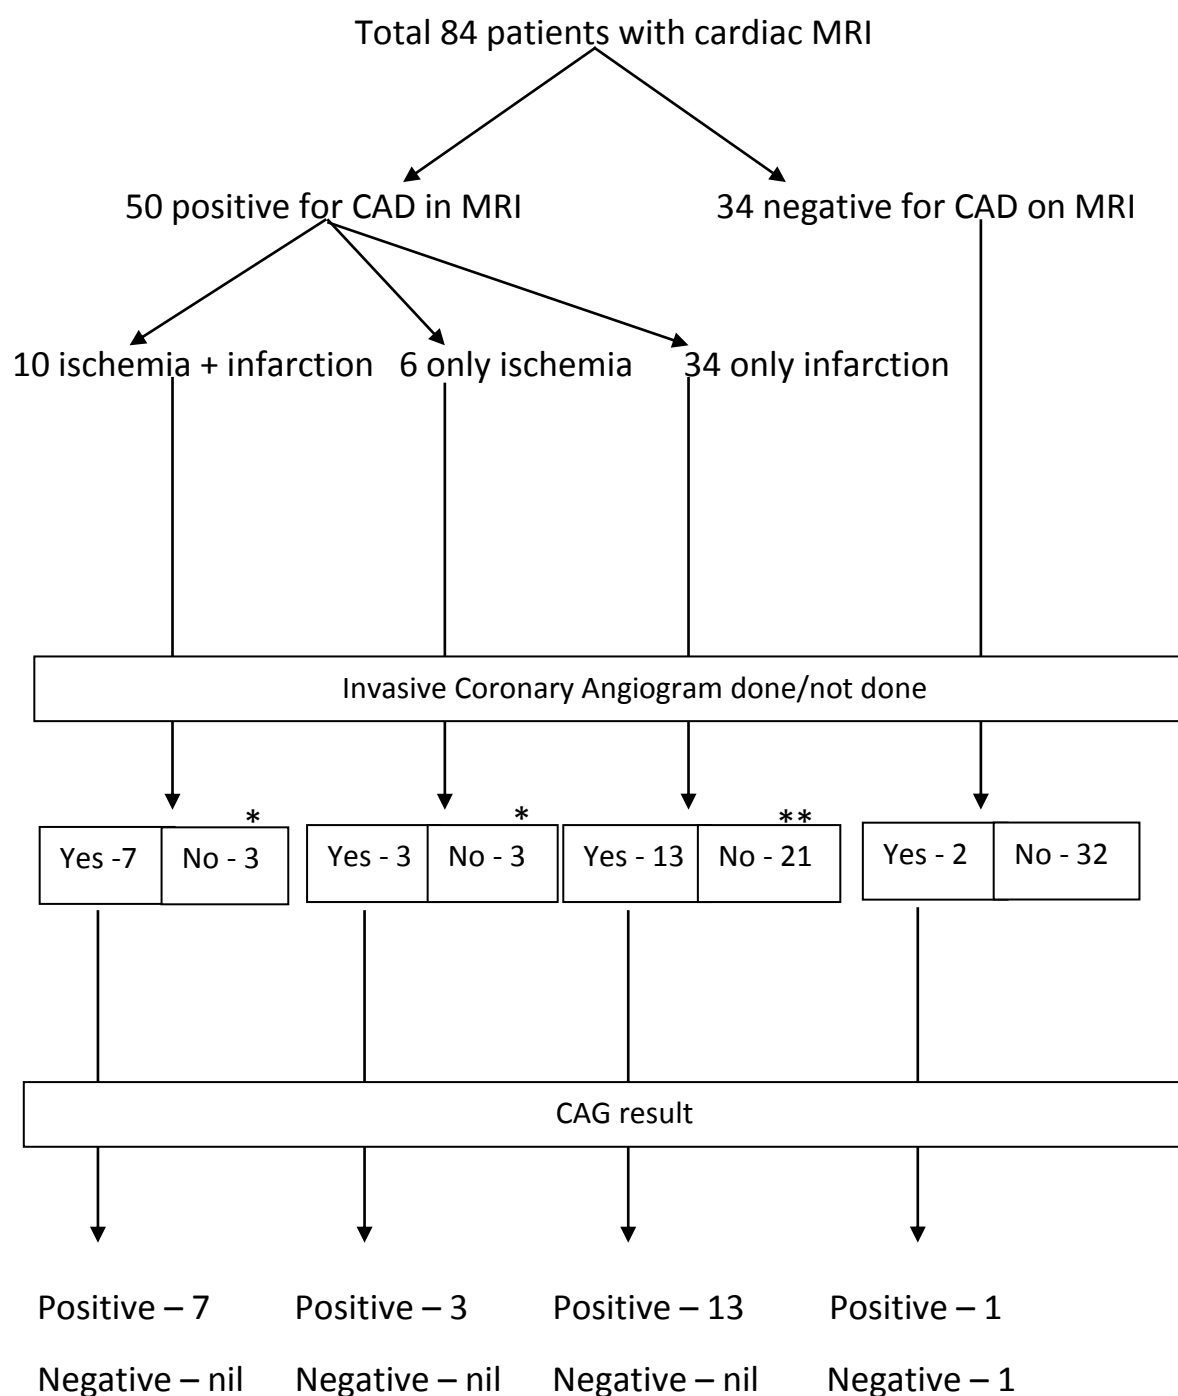 Total 84 patients with cardiac MRI
50 positive for CAD in MRI 34 negative for CAD on MRI
10 ischemia + infarction 6 only ischemia 34 only infarction
Invasive Coronary Angiogram done/not done
* * **
Yes -7 No - 3 Yes - 3 No - 3 Yes - 13 No - 21 Yes - 2 No - 32
CAG result
Positive – 7 Positive – 3 Positive – 13 Positive – 1
Negative – nil Negative – nil Negative – nil Negative – 1